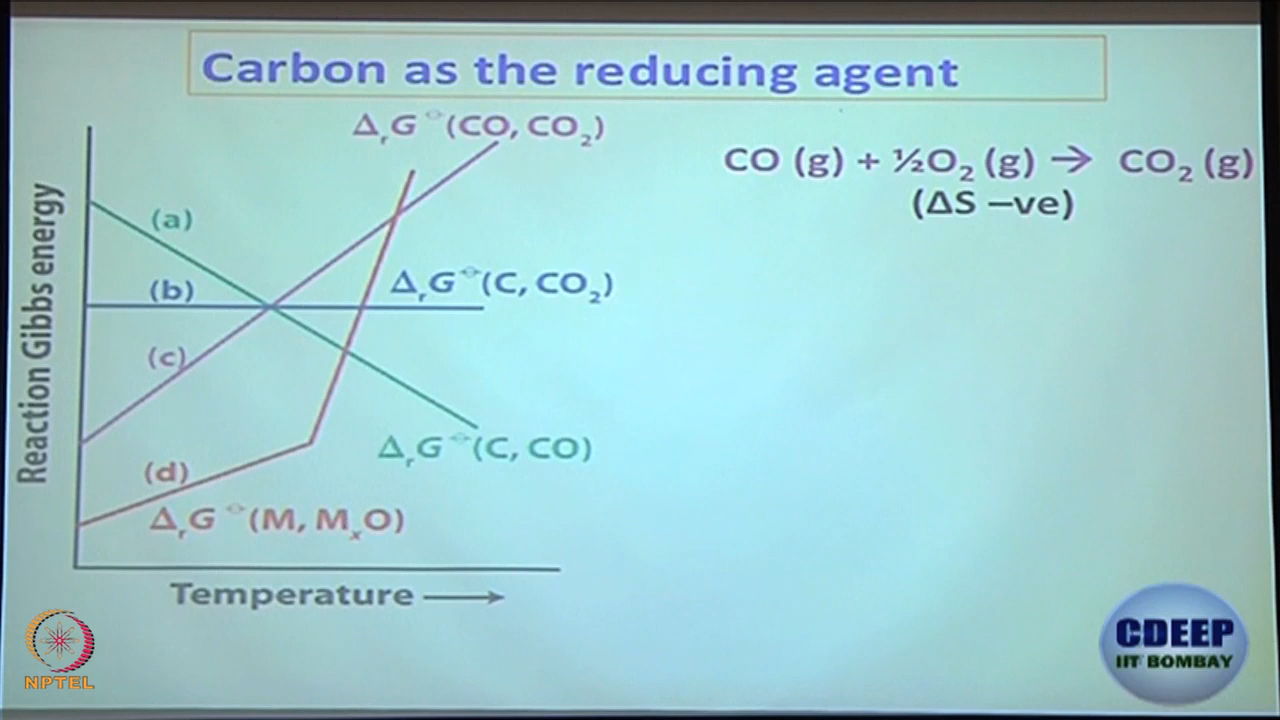 Carbon as the reducing agent
ΔrG⦵(CO, CO₂)
CO (g) + ½O₂ (g) → CO₂ (g)
(ΔS –ve)
(a)
(b)
ΔrG⦵(C, CO₂)
(c)
ΔrG⦵(C, CO)
(d)
ΔrG⦵(M, MₓO)
Reaction Gibbs energy
Temperature →
NPTEL
CDEEP
IIT BOMBAY